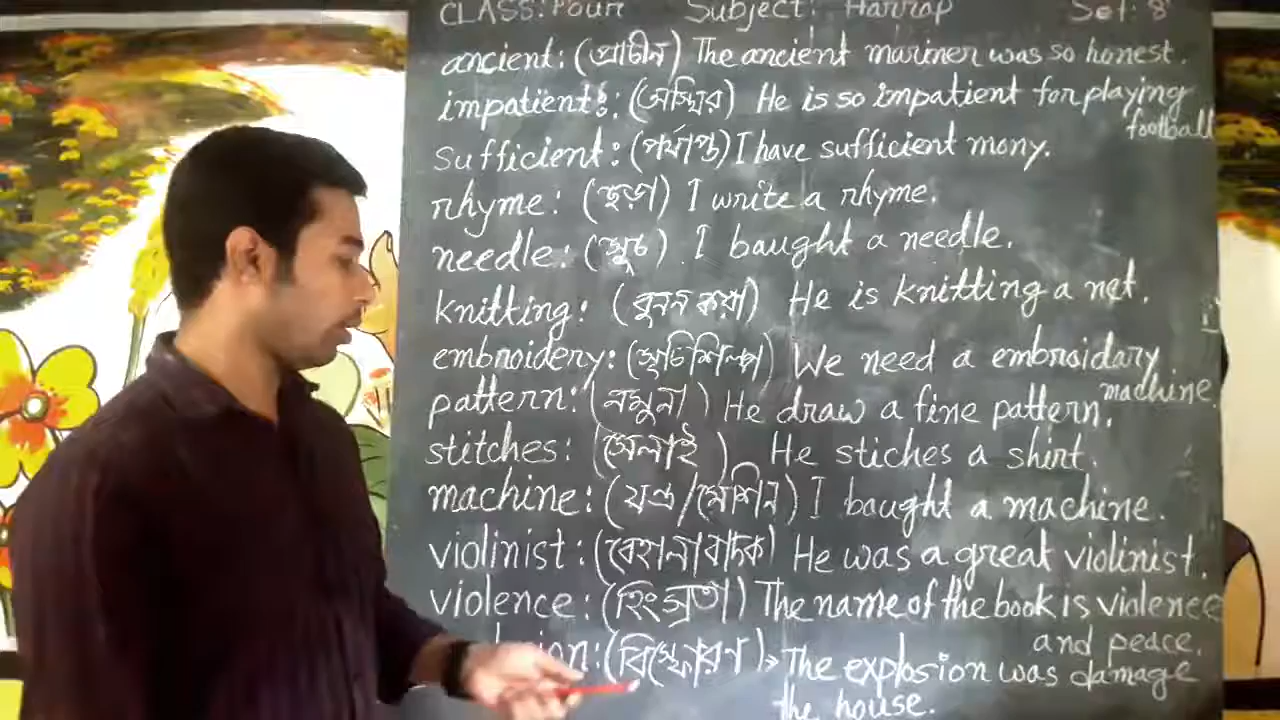 CLASS: Four Subject: Harrap Set: 8
ancient: (প্রাচীন) The ancient mariner was so honest.
impatient: (অস্থির) He is so impatient for playing
football
sufficient: (পর্যাপ্ত) I have sufficient mony.
rhyme: (ছড়া) I write a rhyme.
needle: (সুচ) . I baught a needle.
knitting: (বুনন করা) He is knitting a net.
embroidery: (সূচিশিল্প) We need a embroidary
machine.
pattern: (নমুনা) He draw a fine pattern.
stitches: (সেলাই) He stiches a shirt.
machine: (যন্ত্র/মেশিন) I baught a machine.
violinist: (বেহালাবাদক) He was a great violinist.
violence: (হিংস্রতা) The name of the book is violence
and peace.
(বিস্ফোরণ) The explosion was damage
the house.